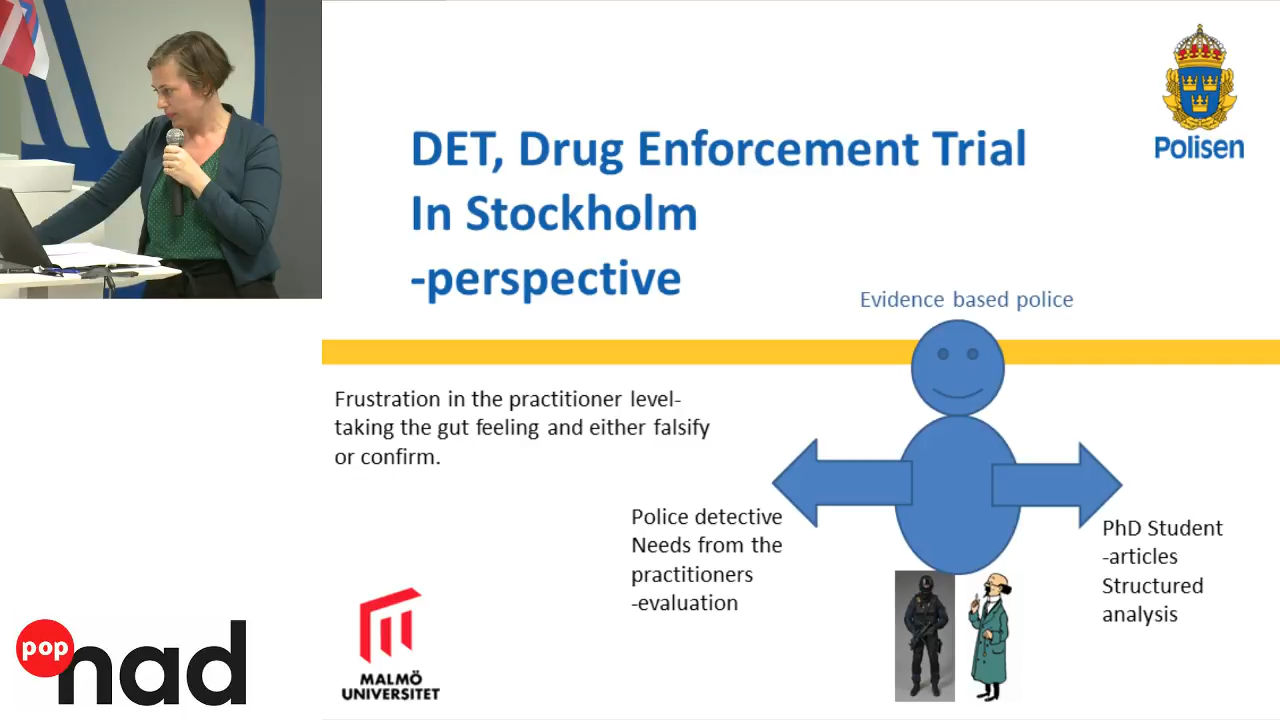 Polisen
DET, Drug Enforcement Trial
In Stockholm
-perspective
Evidence based police
Frustration in the practitioner level-
taking the gut feeling and either falsify
or confirm.
Police detective
Needs from the
practitioners
-evaluation
PhD Student
-articles
Structured
analysis
MALMÖ
UNIVERSITET
pop
nad